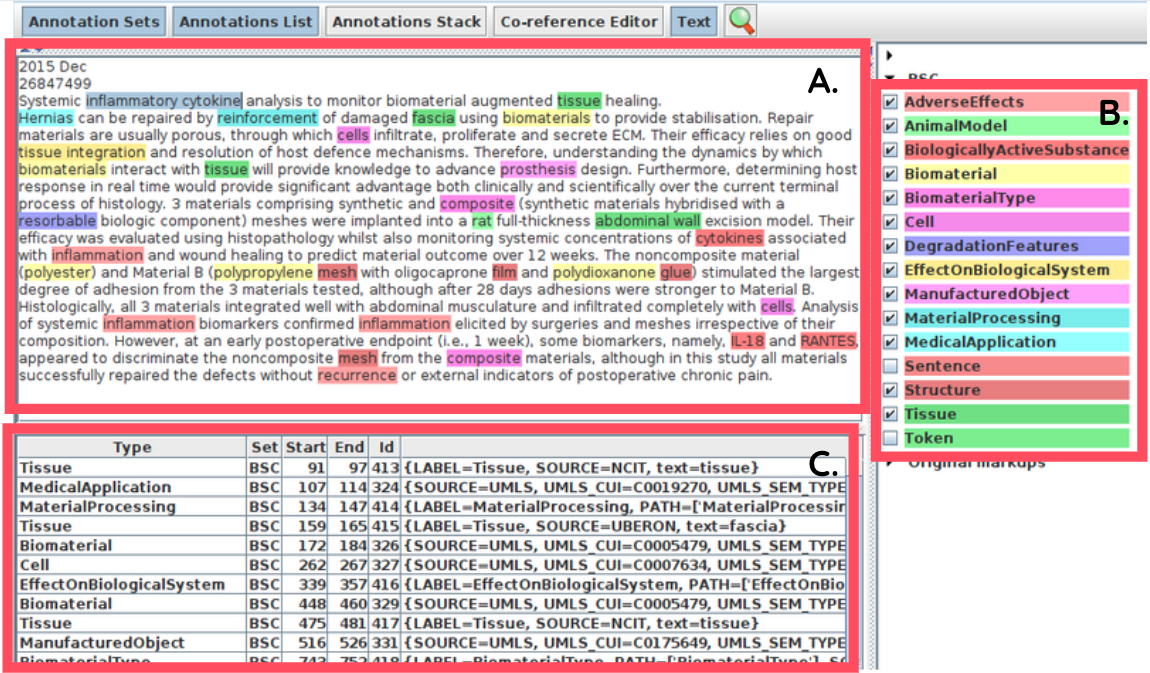 Annotation Sets Annotations List Annotations Stack Co-reference Editor Text
A.
2015 Dec
26847499
Systemic inflammatory cytokine analysis to monitor biomaterial augmented tissue healing.
Hernias can be repaired by reinforcement of damaged fascia using biomaterials to provide stabilisation. Repair
materials are usually porous, through which cells infiltrate, proliferate and secrete ECM. Their efficacy relies on good
tissue integration and resolution of host defence mechanisms. Therefore, understanding the dynamics by which
biomaterials interact with tissue will provide knowledge to advance prosthesis design. Furthermore, determining host
response in real time would provide significant advantage both clinically and scientifically over the current terminal
process of histology. 3 materials comprising synthetic and composite (synthetic materials hybridised with a
resorbable biologic component) meshes were implanted into a rat full-thickness abdominal wall excision model. Their
efficacy was evaluated using histopathology whilst also monitoring systemic concentrations of cytokines associated
with inflammation and wound healing to predict material outcome over 12 weeks. The noncomposite material
(polyester) and Material B (polypropylene mesh with oligocaprone film and polydioxanone glue) stimulated the largest
degree of adhesion from the 3 materials tested, although after 28 days adhesions were stronger to Material B.
Histologically, all 3 materials integrated well with abdominal musculature and infiltrated completely with cells. Analysis
of systemic inflammation biomarkers confirmed inflammation elicited by surgeries and meshes irrespective of their
composition. However, at an early postoperative endpoint (i.e., 1 week), some biomarkers, namely, IL-18 and RANTES,
appeared to discriminate the noncomposite mesh from the composite materials, although in this study all materials
successfully repaired the defects without recurrence or external indicators of postoperative chronic pain.
BSC
B.
AdverseEffects
AnimalModel
BiologicallyActiveSubstance
Biomaterial
BiomaterialType
Cell
DegradationFeatures
EffectOnBiologicalSystem
ManufacturedObject
MaterialProcessing
MedicalApplication
Sentence
Structure
Tissue
Token
Original markups
C.
Type Set Start End Id
Tissue BSC 91 97 413 {LABEL=Tissue, SOURCE=NCIT, text=tissue}
MedicalApplication BSC 107 114 324 {SOURCE=UMLS, UMLS_CUI=C0019270, UMLS_SEM_TYPE
MaterialProcessing BSC 134 147 414 {LABEL=MaterialProcessing, PATH=['MaterialProcessin
Tissue BSC 159 165 415 {LABEL=Tissue, SOURCE=UBERON, text=fascia}
Biomaterial BSC 172 184 326 {SOURCE=UMLS, UMLS_CUI=C0005479, UMLS_SEM_TYPE
Cell BSC 262 267 327 {SOURCE=UMLS, UMLS_CUI=C0007634, UMLS_SEM_TYPE
EffectOnBiologicalSystem BSC 339 357 416 {LABEL=EffectOnBiologicalSystem, PATH=['EffectOnBio
Biomaterial BSC 448 460 329 {SOURCE=UMLS, UMLS_CUI=C0005479, UMLS_SEM_TYPE
Tissue BSC 475 481 417 {LABEL=Tissue, SOURCE=NCIT, text=tissue}
ManufacturedObject BSC 516 526 331 {SOURCE=UMLS, UMLS_CUI=C0175649, UMLS_SEM_TYPE
BiomaterialType BSC 743 752 418 {LABEL=BiomaterialType, PATH=['BiomaterialType'],